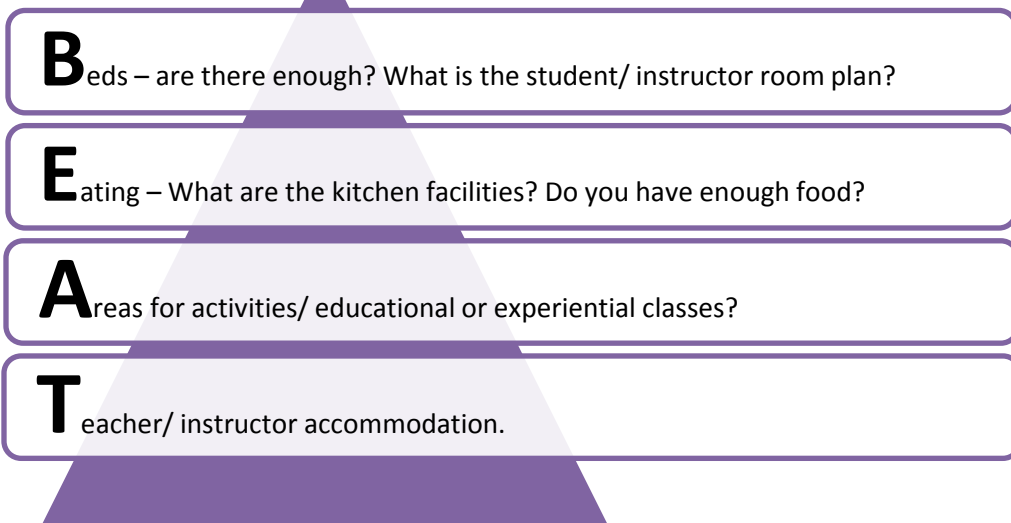 Beds – are there enough? What is the student/ instructor room plan?
Eating – What are the kitchen facilities? Do you have enough food?
Areas for activities/ educational or experiential classes?
Teacher/ instructor accommodation.